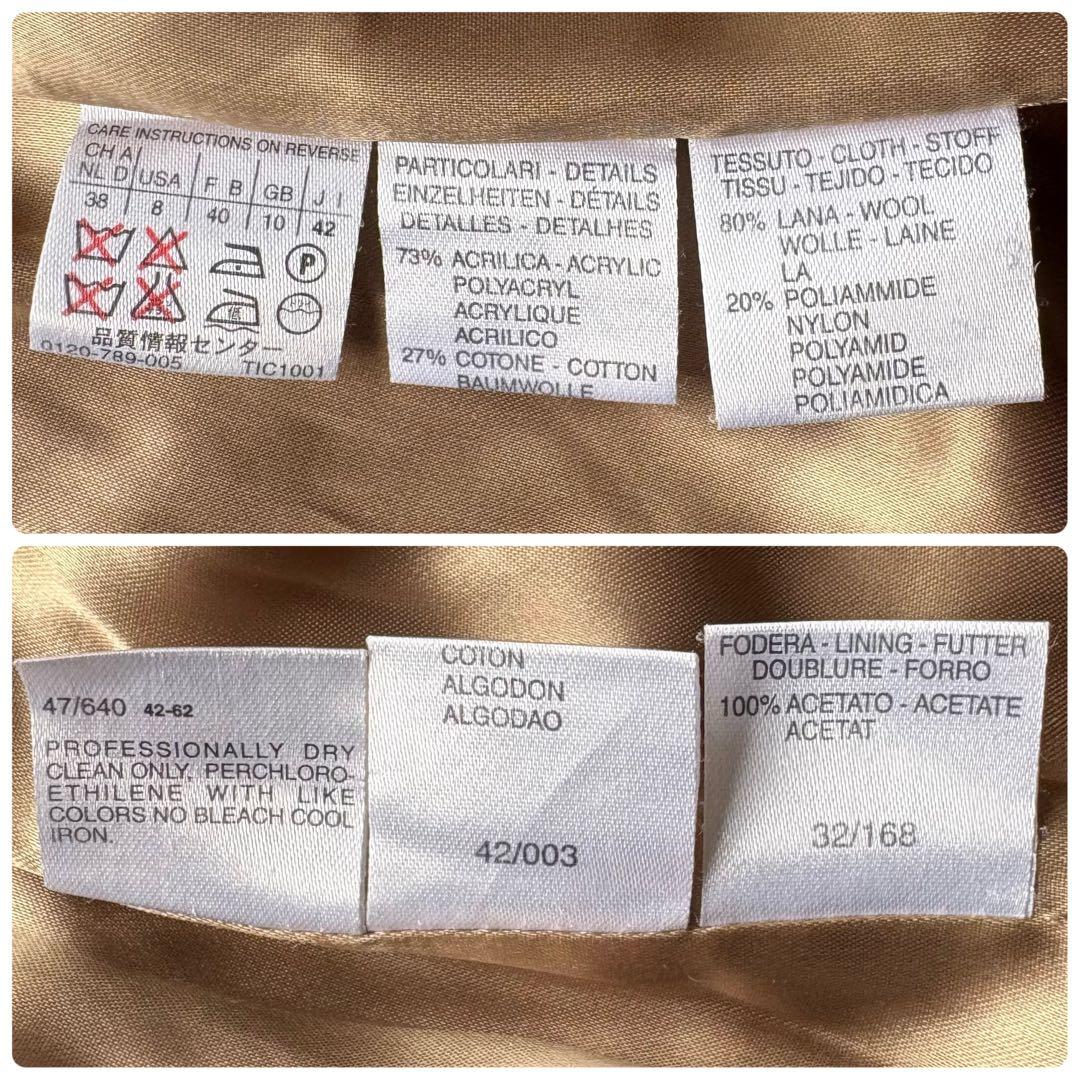 CARE INSTRUCTIONS ON REVERSE
CH A USA F B GB J I
NL D
38 8 40 10 42
P
低
品質情報センター
0120-789-005 TIC1001
PARTICOLARI - DETAILS
EINZELHEITEN - DÉTAILS
DETALLES - DETALHES
73% ACRILICA - ACRYLIC
POLYACRYL
ACRYLIQUE
ACRILICO
27% COTONE - COTTON
BAUMWOLLE
TESSUTO - CLOTH - STOFF
TISSU - TEJIDO - TECIDO
80% LANA - WOOL
WOLLE - LAINE
LA
20% POLIAMMIDE
NYLON
POLYAMID
POLYAMIDE
POLIAMIDICA
47/640 42-62
PROFESSIONALLY DRY
CLEAN ONLY. PERCHLORO-
ETHILENE WITH LIKE
COLORS NO BLEACH COOL
IRON.
COTON
ALGODON
ALGODAO
42/003
FODERA - LINING - FUTTER
DOUBLURE - FORRO
100% ACETATO - ACETATE
ACETAT
32/168